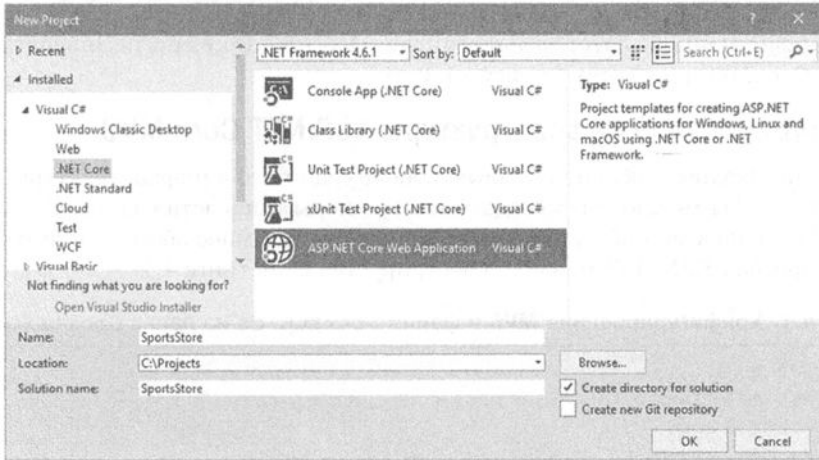 New Project
? ×
Recent
Installed
Visual C#
Windows Classic Desktop
Web
.NET Core
.NET Standard
Cloud
Test
WCF
Visual Basic
Not finding what you are looking for?
Open Visual Studio Installer
.NET Framework 4.6.1
Sort by: Default
Search (Ctrl+E)
Console App (.NET Core) Visual C#
Class Library (.NET Core) Visual C#
Unit Test Project (.NET Core) Visual C#
xUnit Test Project (.NET Core) Visual C#
ASP.NET Core Web Application Visual C#
Type: Visual C#
Project templates for creating ASP.NET
Core applications for Windows, Linux and
macOS using .NET Core or .NET
Framework.
Name: SportsStore
Location: C:\Projects
Browse...
Solution name: SportsStore
Create directory for solution
Create new Git repository
OK Cancel